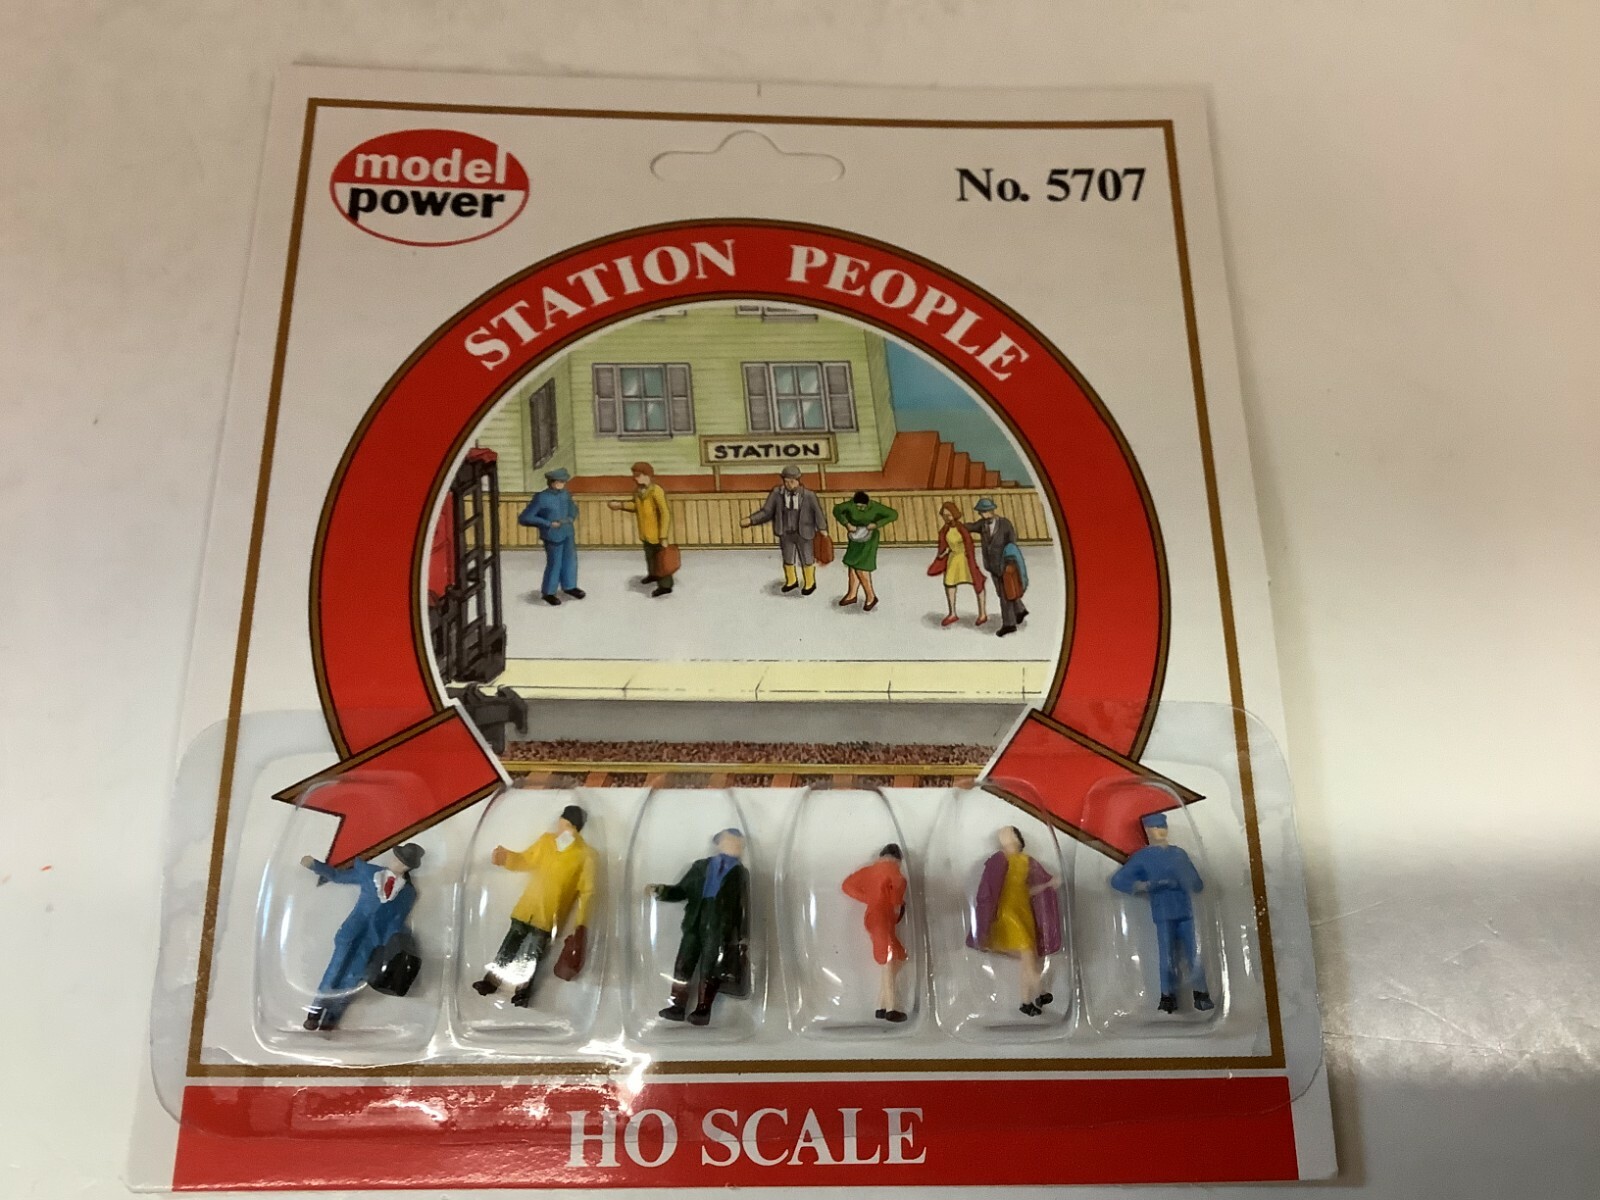 model
power
No. 5707
STATION PEOPLE
STATION
HO SCALE